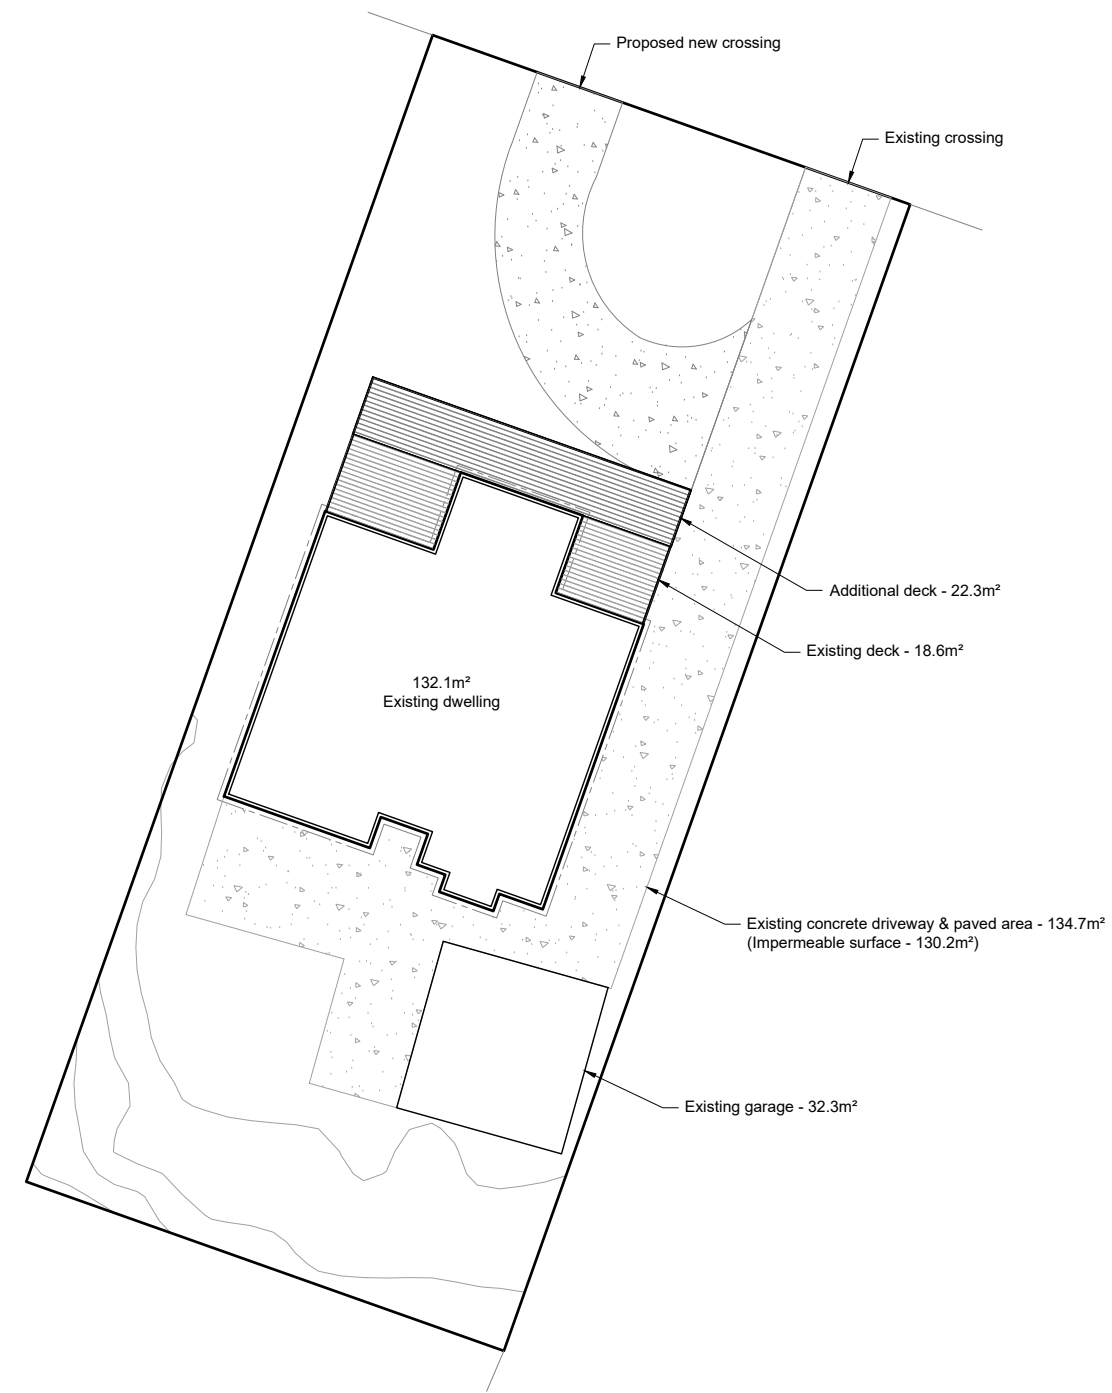 Proposed new crossing
Existing crossing
Additional deck - 22.3m²
Existing deck - 18.6m²
132.1m²
Existing dwelling
Existing concrete driveway & paved area - 134.7m²
(Impermeable surface - 130.2m²)
Existing garage - 32.3m²